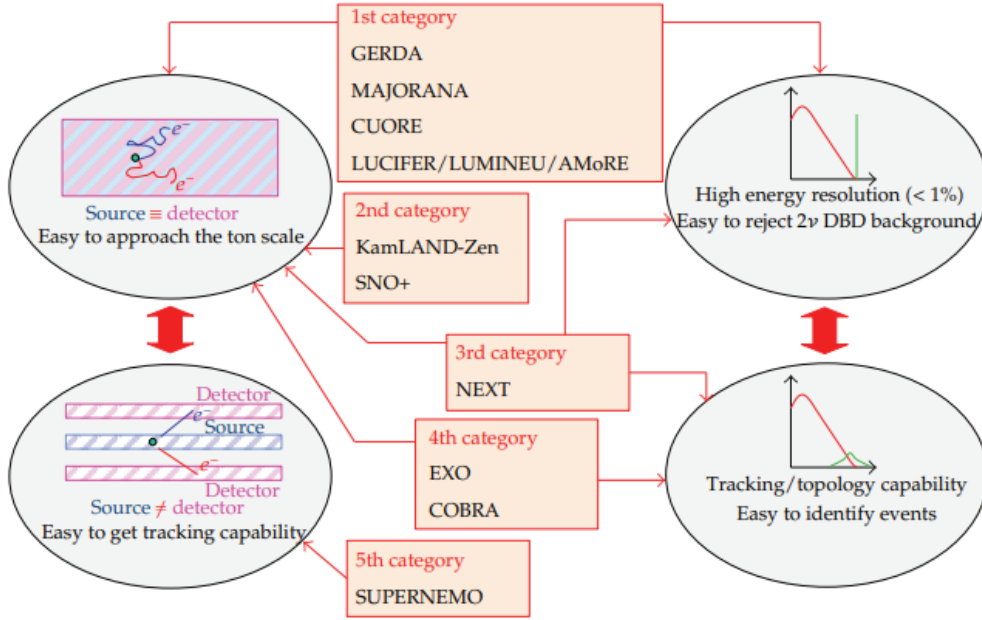 1st category
GERDA
MAJORANA
CUORE
LUCIFER/LUMINEU/AMoRE
e⁻
e⁻
Source ≡ detector
Easy to approach the ton scale
High energy resolution (< 1%)
Easy to reject 2ν DBD background
2nd category
KamLAND-Zen
SNO+
3rd category
NEXT
Detector
e⁻
Source
e⁻
Detector
Source ≠ detector
Easy to get tracking capability
4th category
EXO
COBRA
Tracking/topology capability
Easy to identify events
5th category
SUPERNEMO